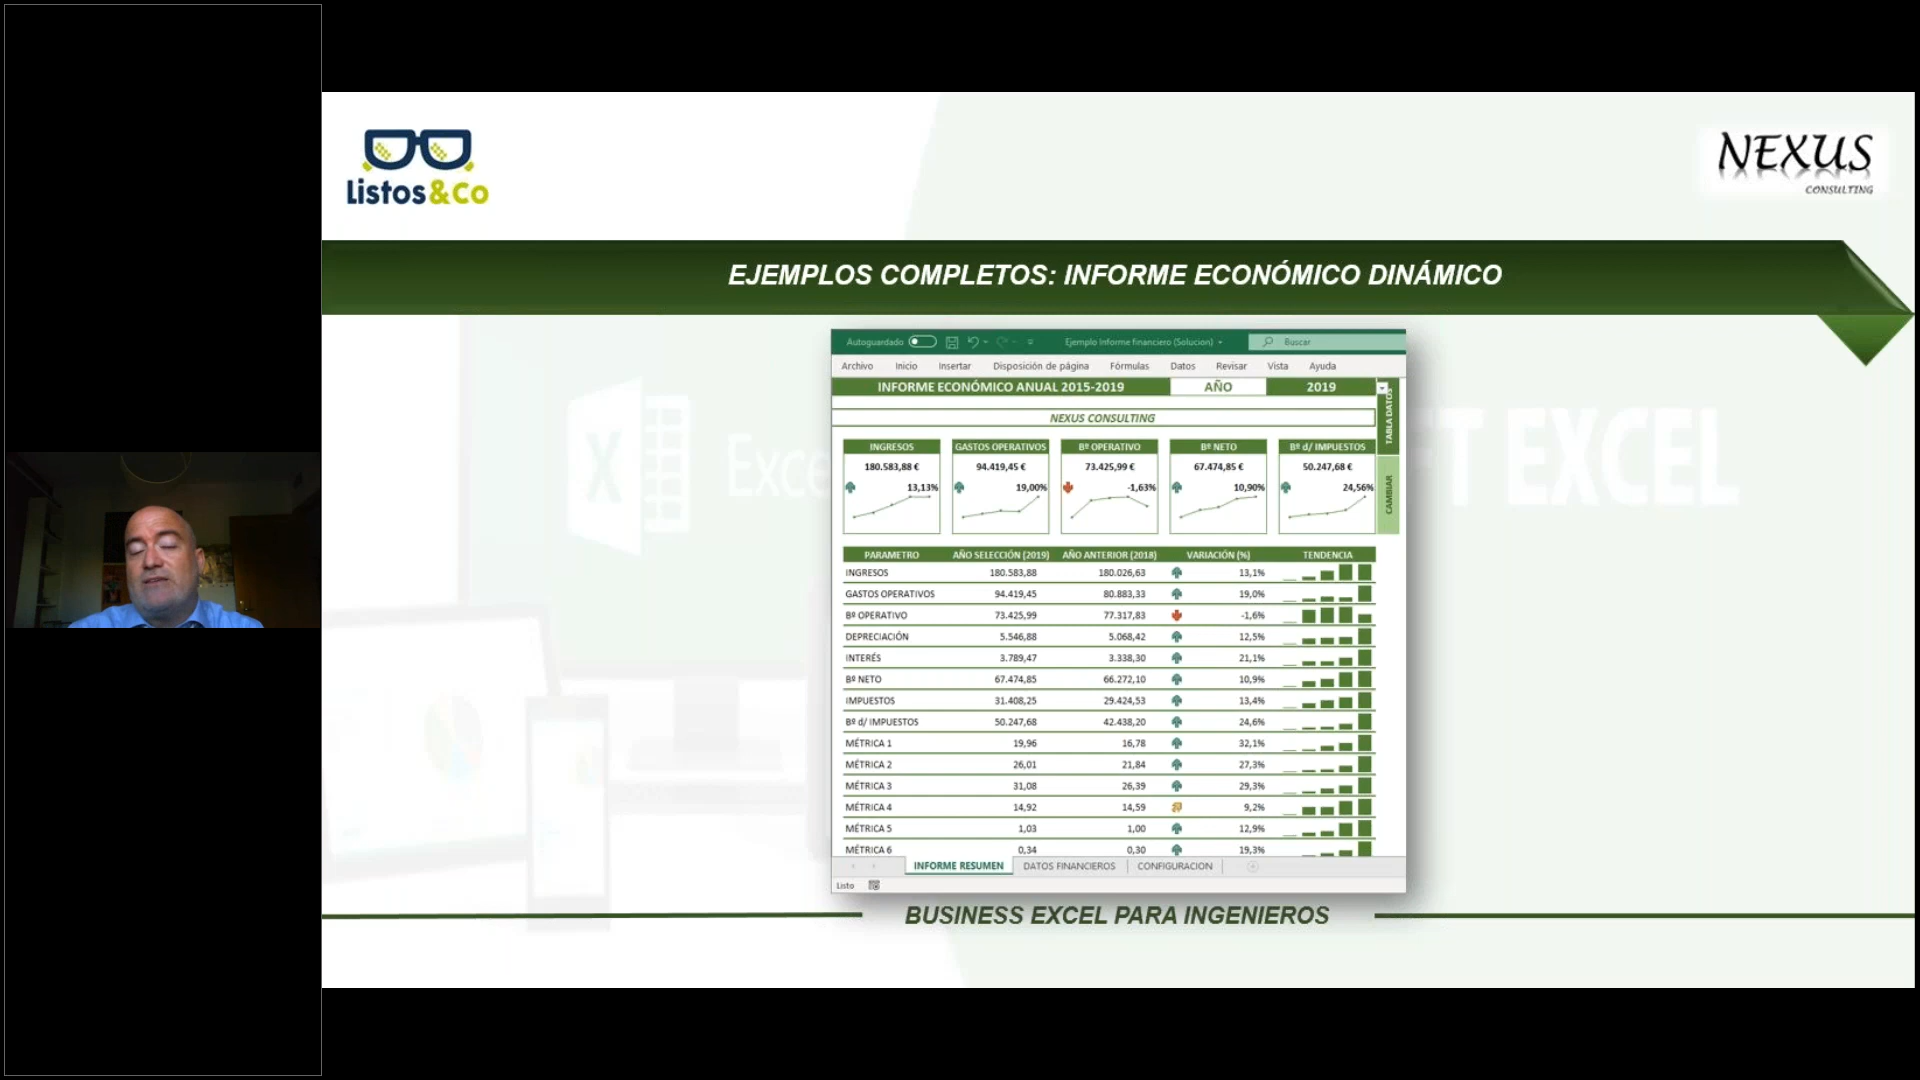 Listos&Co
NEXUS
CONSULTING
EJEMPLOS COMPLETOS: INFORME ECONÓMICO DINÁMICO
Autoguardado Ejemplo Informe financiero (Solucion) Buscar
Archivo Inicio Insertar Disposición de página Fórmulas Datos Revisar Vista Ayuda
INFORME ECONÓMICO ANUAL 2015-2019 AÑO 2019
TABLA DATOS
CAMBIAR
NEXUS CONSULTING
INGRESOS GASTOS OPERATIVOS Bº OPERATIVO Bº NETO Bº d/ IMPUESTOS
180.583,88 € 94.419,45 € 73.425,99 € 67.474,85 € 50.247,68 €
13,13% 19,00% -1,63% 10,90% 24,56%
PARAMETRO AÑO SELECCIÓN (2019) AÑO ANTERIOR (2018) VARIACIÓN (%) TENDENCIA
INGRESOS 180.583,88 180.026,63 13,1%
GASTOS OPERATIVOS 94.419,45 80.883,33 19,0%
Bº OPERATIVO 73.425,99 77.317,83 -1,6%
DEPRECIACIÓN 5.546,88 5.068,42 12,5%
INTERÉS 3.789,47 3.338,30 21,1%
Bº NETO 67.474,85 66.272,10 10,9%
IMPUESTOS 31.408,25 29.424,53 13,4%
Bº d/ IMPUESTOS 50.247,68 42.438,20 24,6%
MÉTRICA 1 19,96 16,78 32,1%
MÉTRICA 2 26,01 21,84 27,3%
MÉTRICA 3 31,08 26,39 29,3%
MÉTRICA 4 14,92 14,59 9,2%
MÉTRICA 5 1,03 1,00 12,9%
MÉTRICA 6 0,34 0,30 19,3%
INFORME RESUMEN DATOS FINANCIEROS CONFIGURACION
Listo
X Exce
T EXCEL
BUSINESS EXCEL PARA INGENIEROS